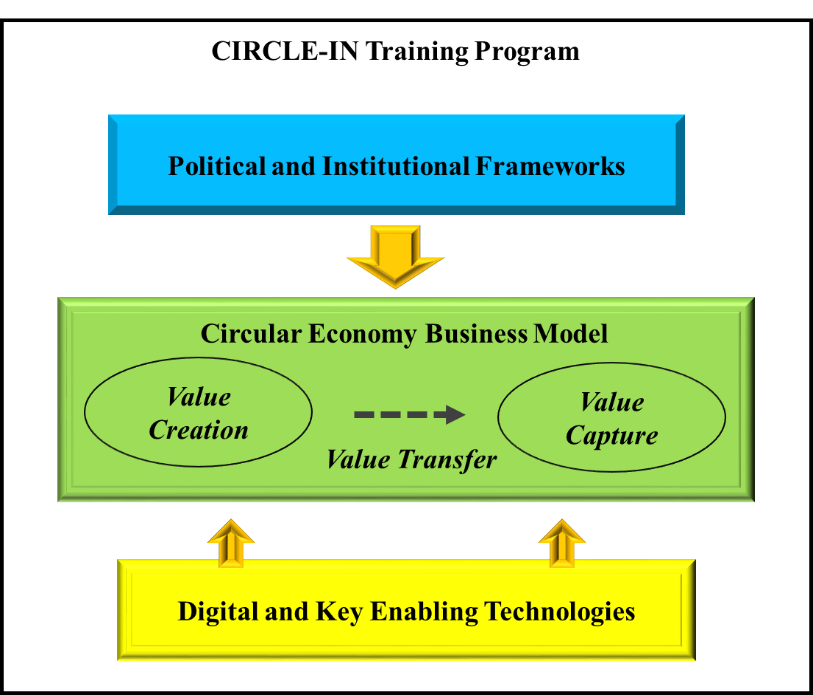 CIRCLE-IN Training Program
Political and Institutional Frameworks
Circular Economy Business Model
Value
Creation
Value Transfer
Value
Capture
Digital and Key Enabling Technologies